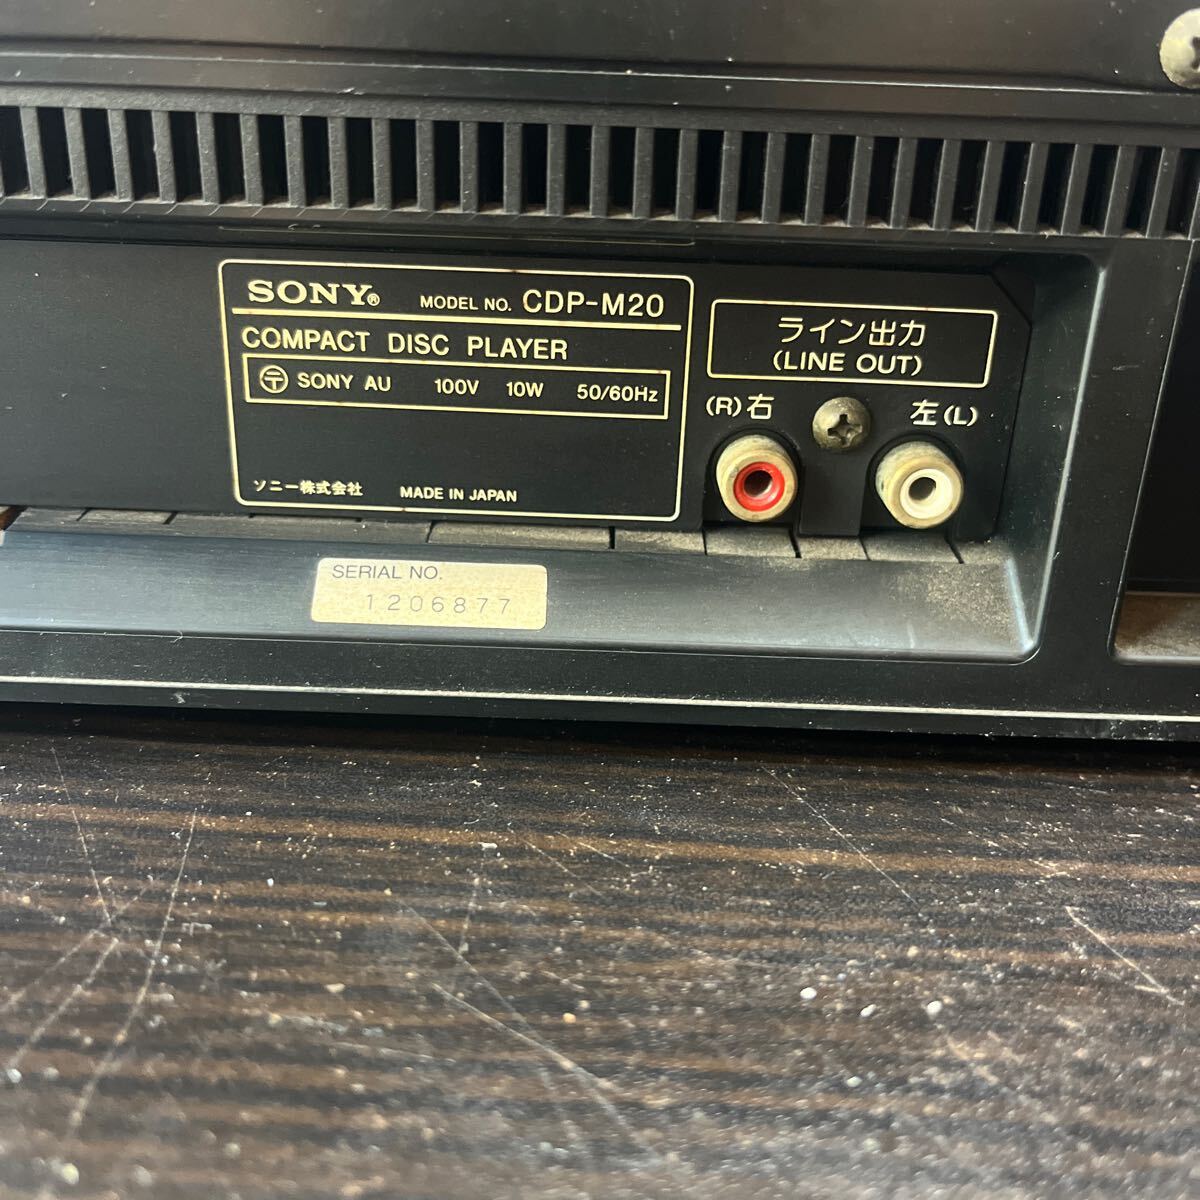 SONY® MODEL NO. CDP-M20
COMPACT DISC PLAYER
〒 SONY AU 100V 10W 50/60Hz
ソニー株式会社 MADE IN JAPAN
ライン出力
(LINE OUT)
(R)右 左(L)
SERIAL NO.
1206877